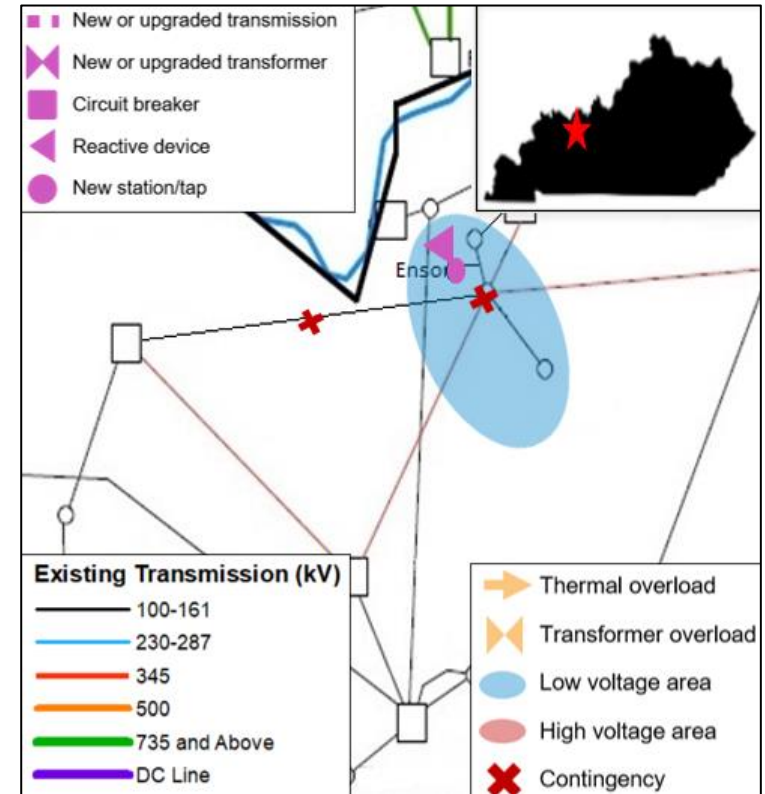 New or upgraded transmission
New or upgraded transformer
Circuit breaker
Reactive device
New station/tap
Ensor
Existing Transmission (kV)
100-161
230-287
345
500
735 and Above
DC Line
Thermal overload
Transformer overload
Low voltage area
High voltage area
Contingency